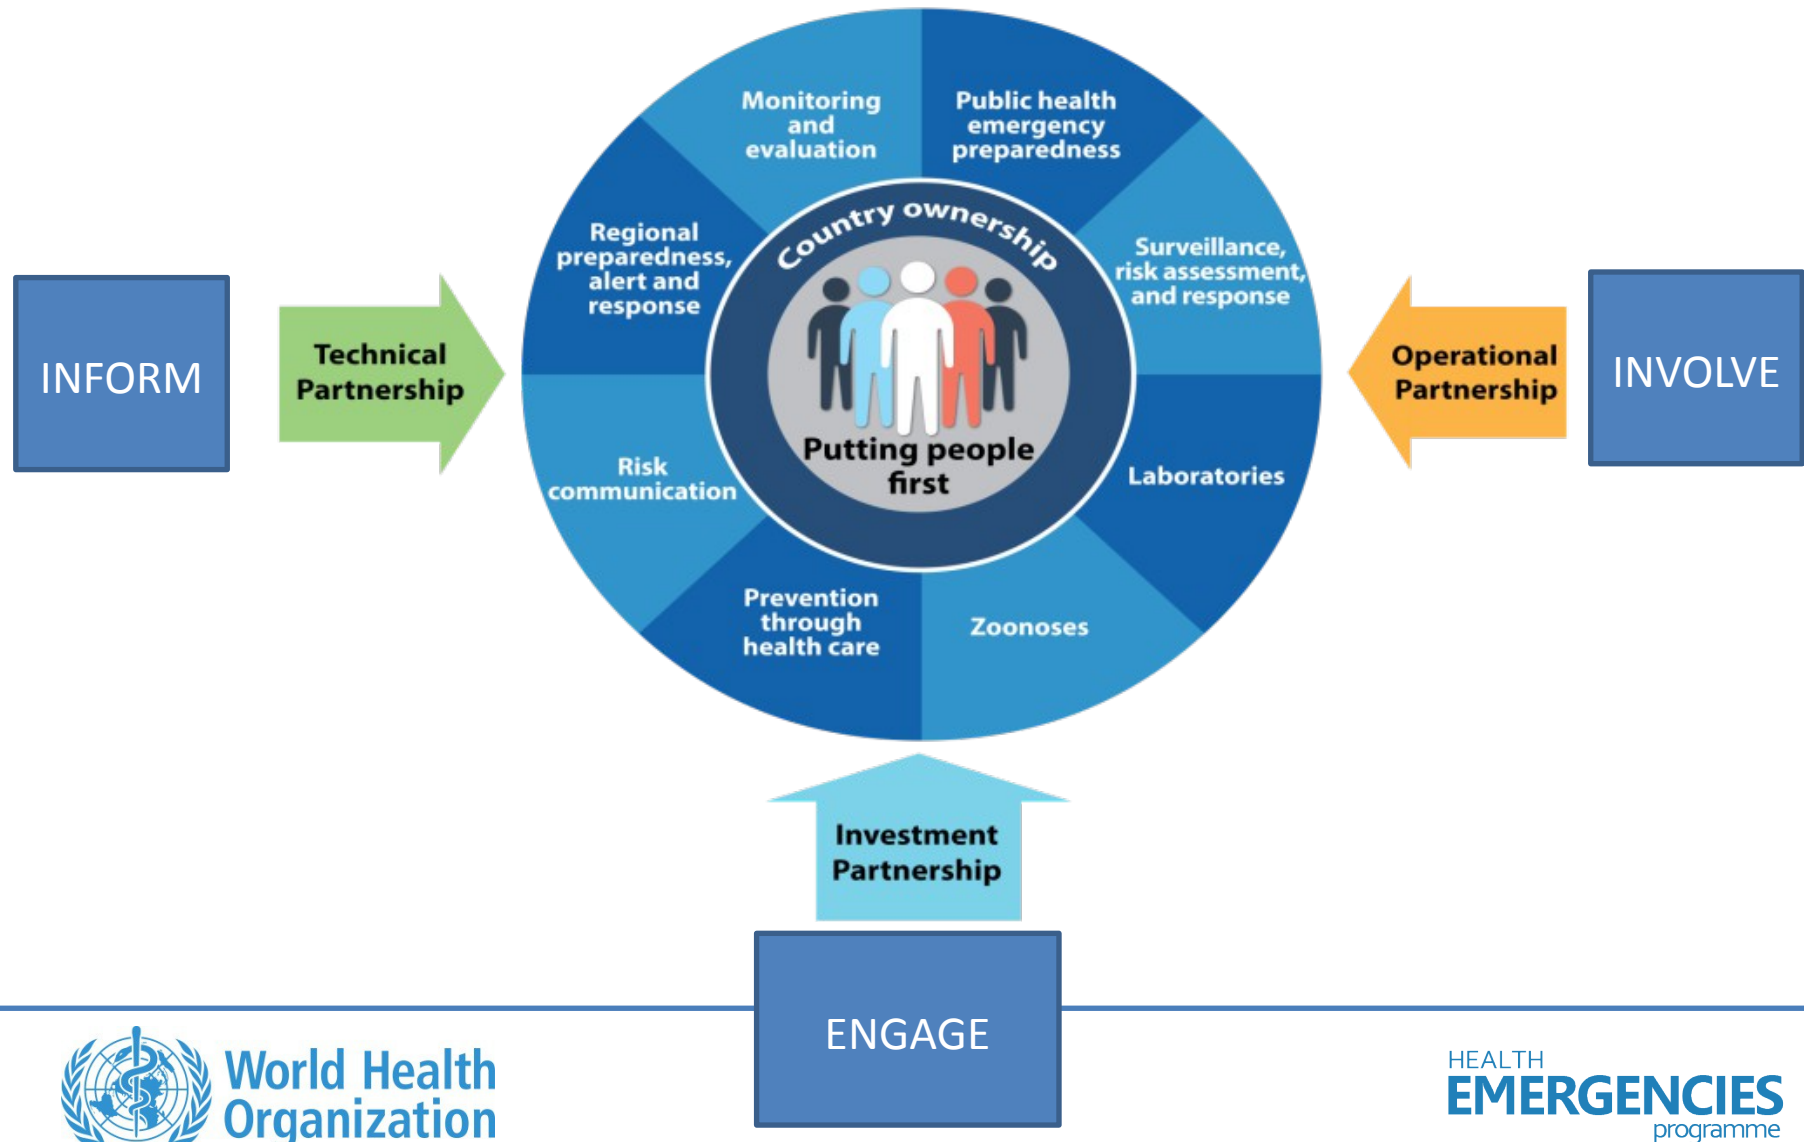 Monitoring
and
evaluation
Public health
emergency
preparedness
Regional
preparedness,
alert and
response
Country ownership
Surveillance,
risk assessment,
and response
INFORM
Technical
Partnership
Operational
Partnership
INVOLVE
Putting people
first
Risk
communication
Laboratories
Prevention
through
health care
Zoonoses
Investment
Partnership
ENGAGE
World Health
Organization
HEALTH
EMERGENCIES
programme